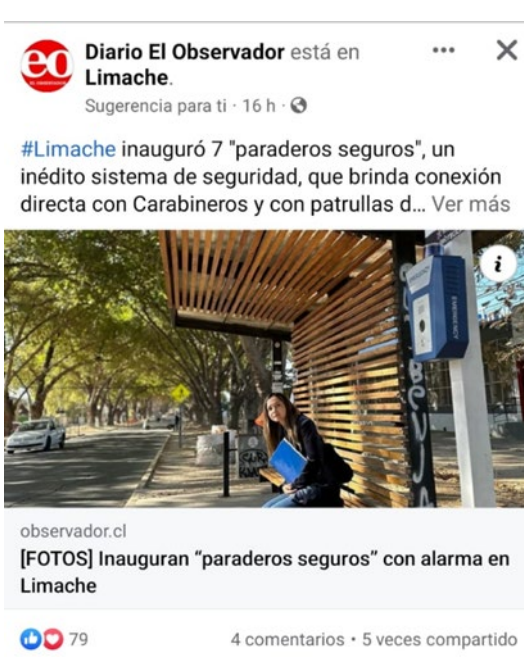 eo
Diario El Observador está en
Limache.
Sugerencia para ti · 16 h ·
#Limache inauguró 7 "paraderos seguros", un
inédito sistema de seguridad, que brinda conexión
directa con Carabineros y con patrullas d... Ver más
i
EMERGENCY
observador.cl
[FOTOS] Inauguran “paraderos seguros” con alarma en
Limache
79
4 comentarios • 5 veces compartido